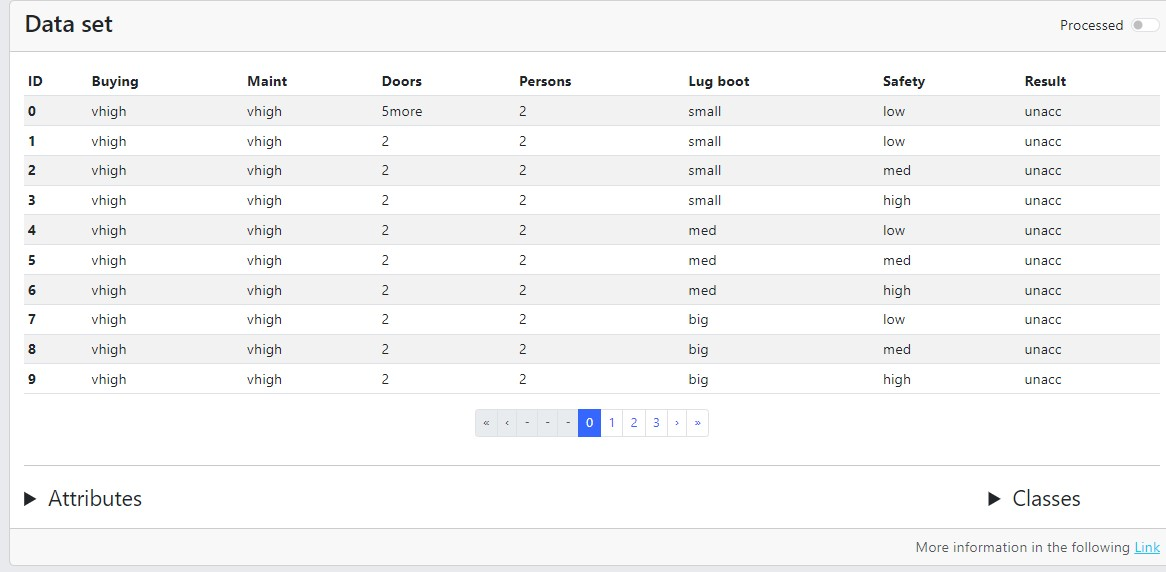 Data set Processed
ID Buying Maint Doors Persons Lug boot Safety Result
0 vhigh vhigh 5more 2 small low unacc
1 vhigh vhigh 2 2 small low unacc
2 vhigh vhigh 2 2 small med unacc
3 vhigh vhigh 2 2 small high unacc
4 vhigh vhigh 2 2 med low unacc
5 vhigh vhigh 2 2 med med unacc
6 vhigh vhigh 2 2 med high unacc
7 vhigh vhigh 2 2 big low unacc
8 vhigh vhigh 2 2 big med unacc
9 vhigh vhigh 2 2 big high unacc
« ‹ - - - 0 1 2 3 › »
Attributes Classes
More information in the following Link